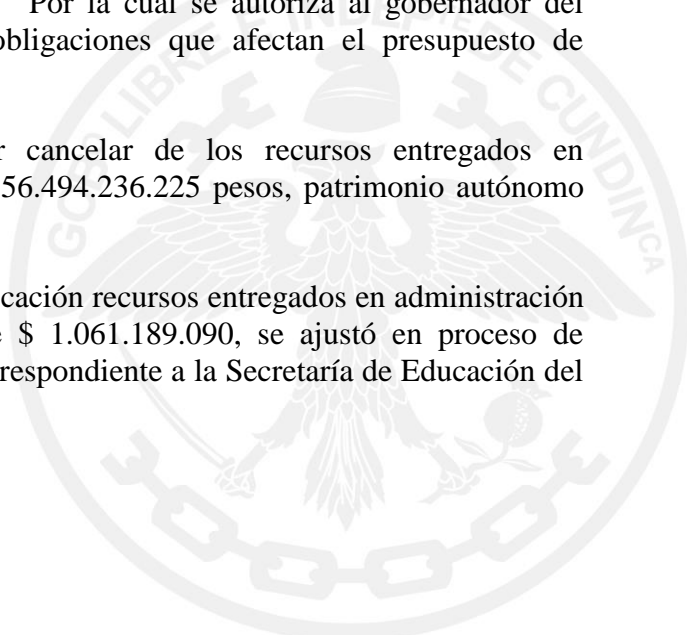 Por la cual se autoriza al gobernador del
obligaciones que afectan el presupuesto de
cancelar de los recursos entregados en
56.494.236.225 pesos, patrimonio autónomo
cación recursos entregados en administración
$ 1.061.189.090, se ajustó en proceso de
respondiente a la Secretaría de Educación del